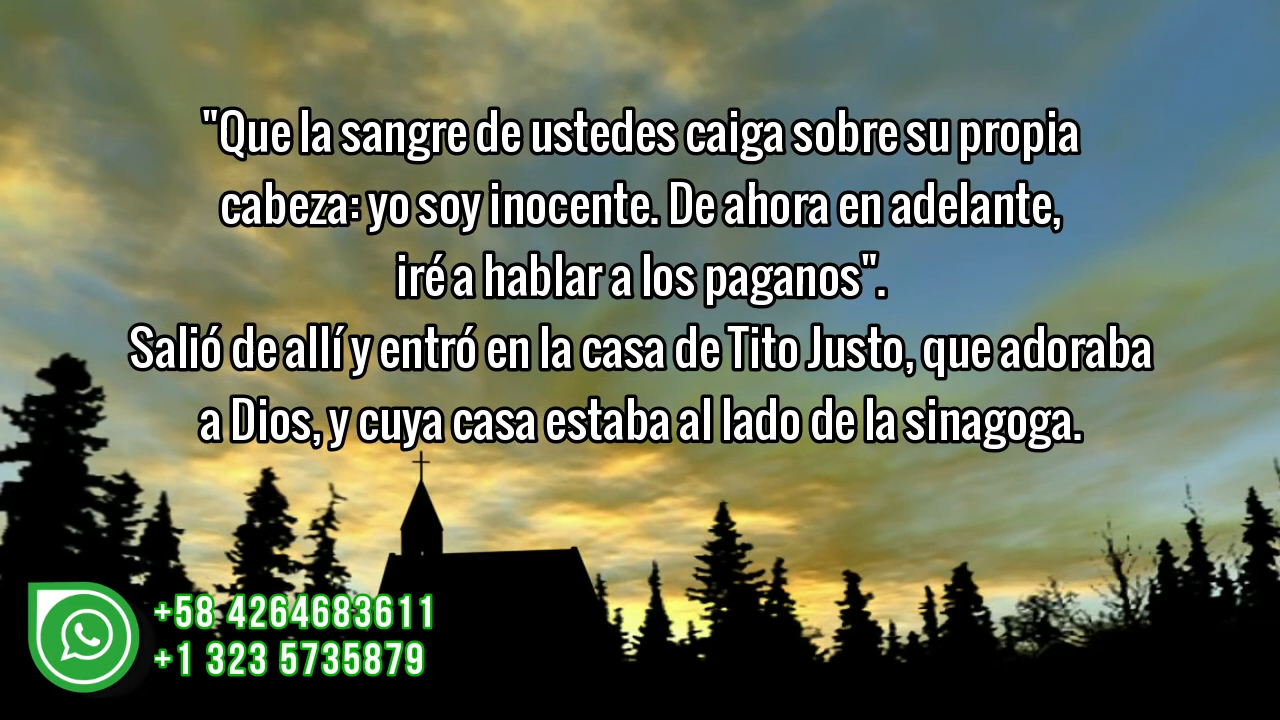 "Que la sangre de ustedes caiga sobre su propia
cabeza: yo soy inocente. De ahora en adelante,
iré a hablar a los paganos".
Salió de allí y entró en la casa de Tito Justo, que adoraba
a Dios, y cuya casa estaba al lado de la sinagoga.
+58 4264683611
+1 323 5735879